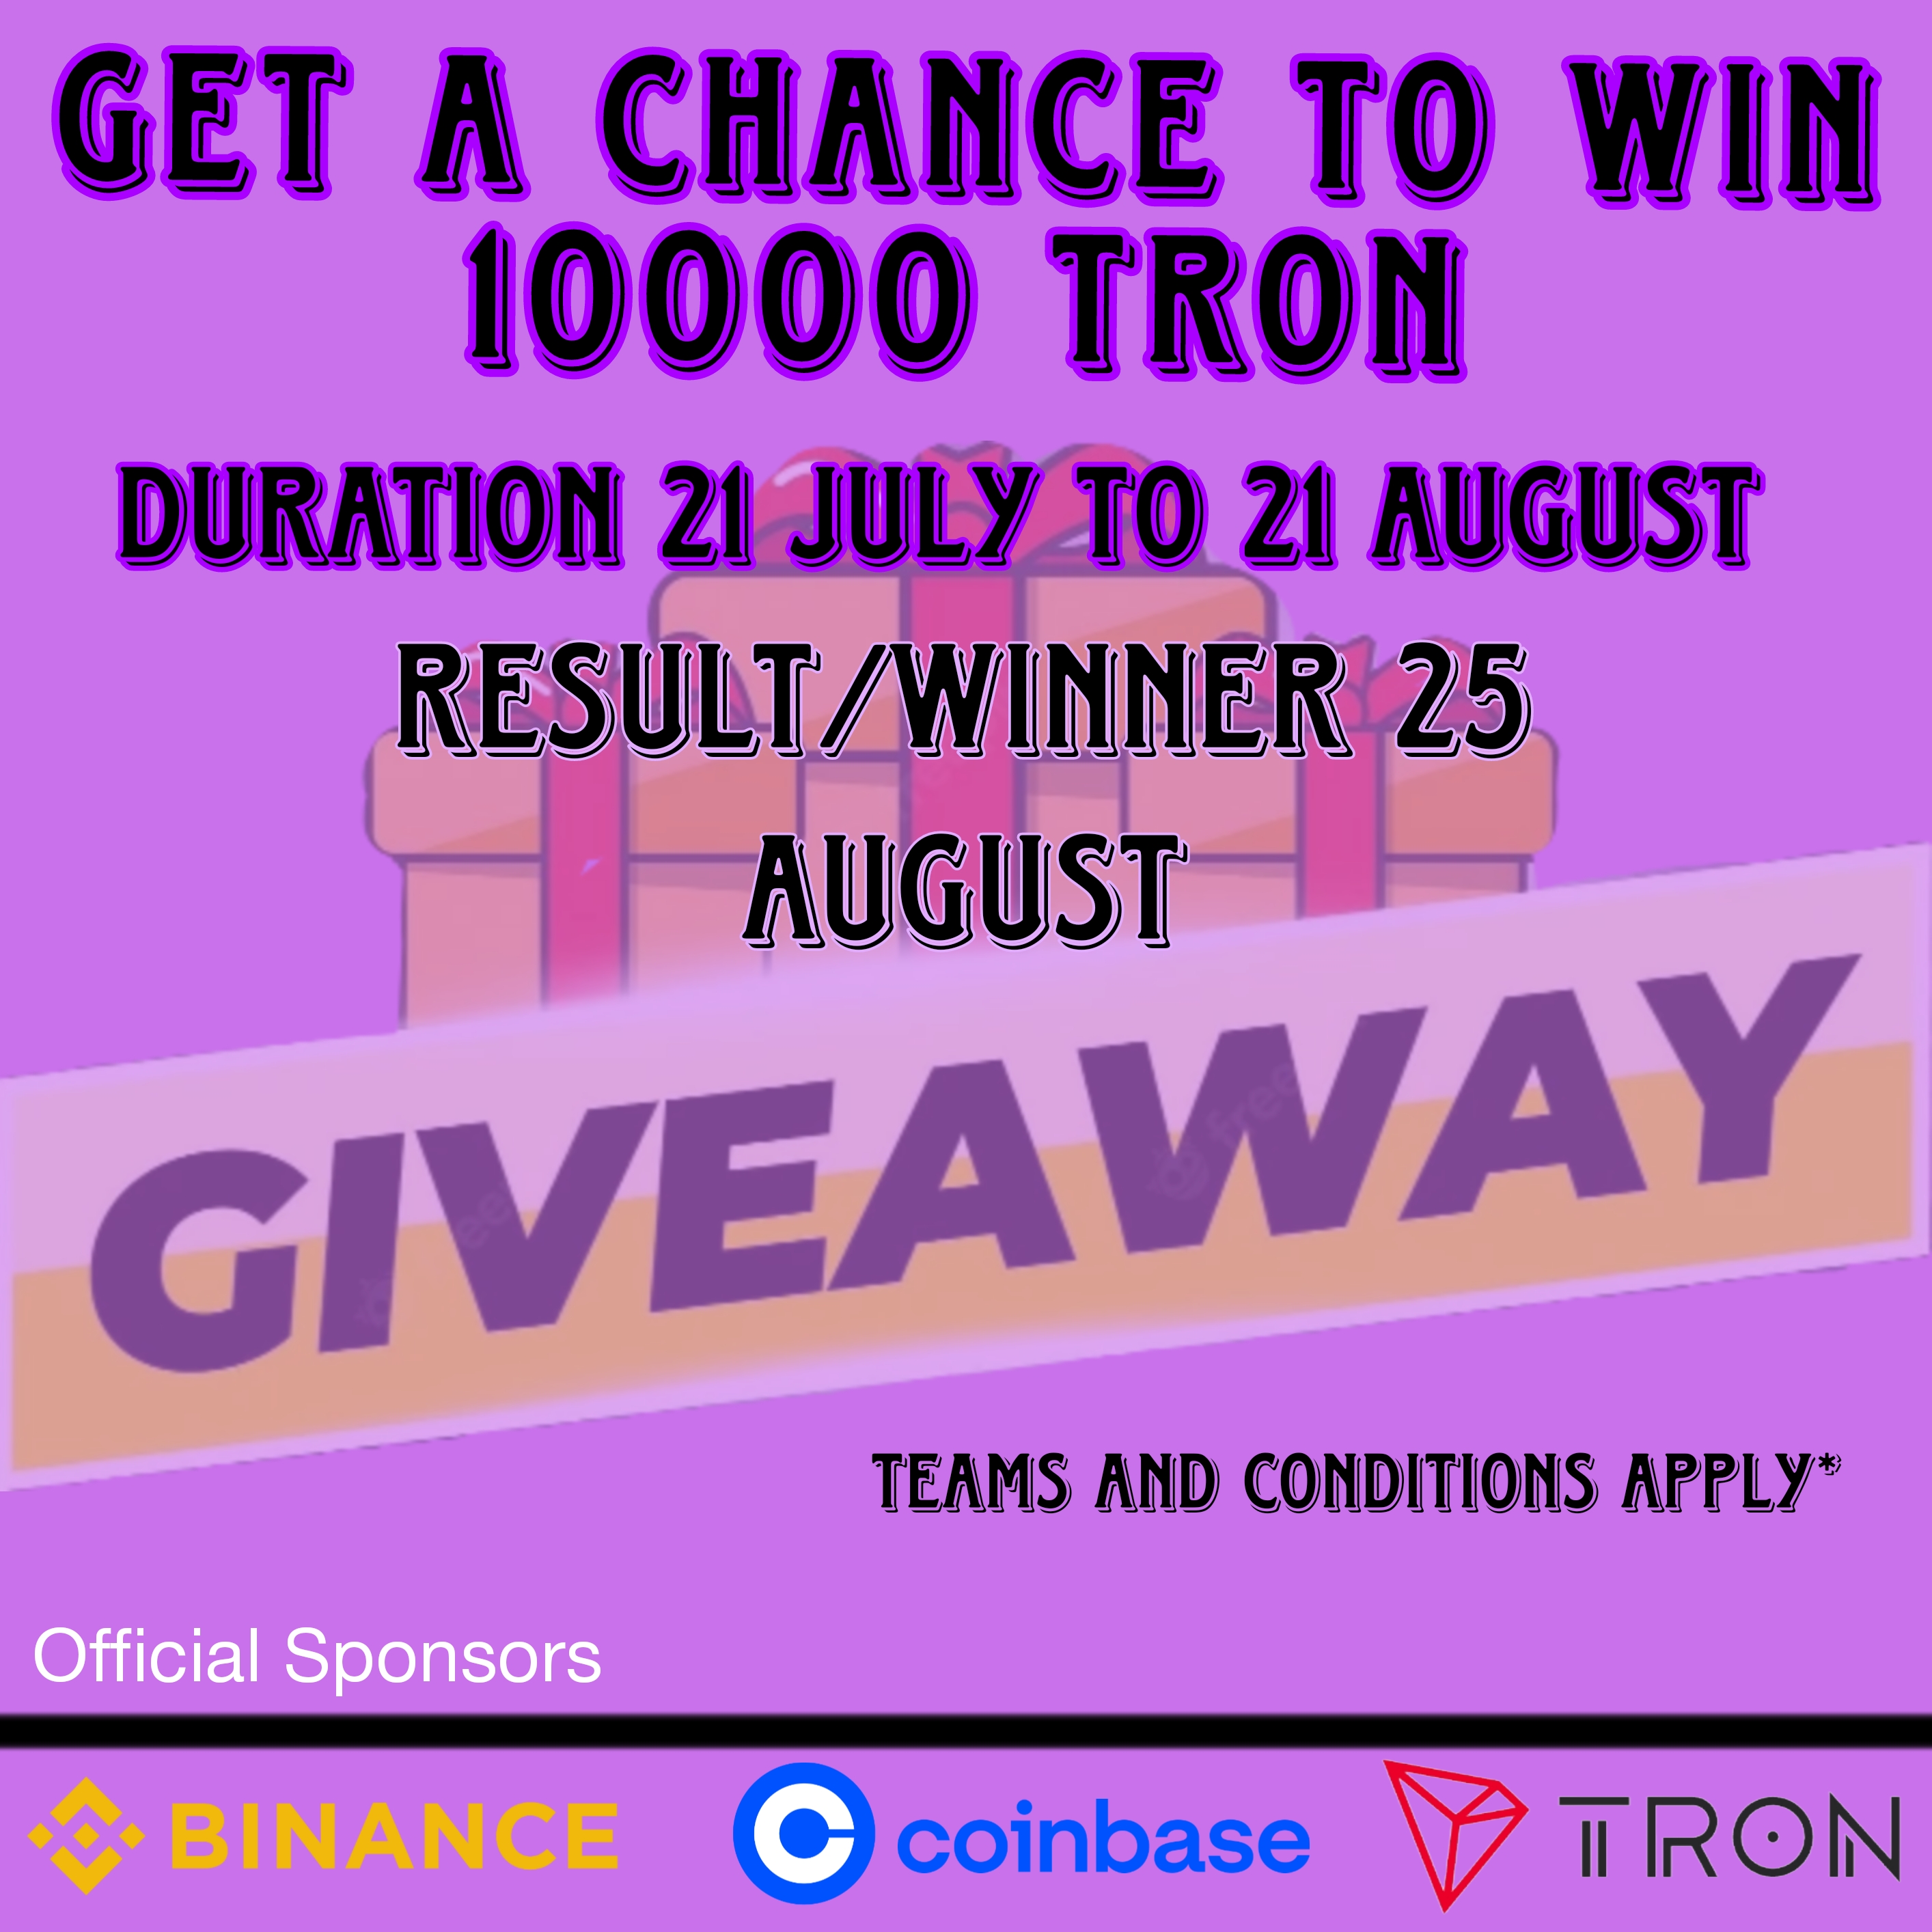 GET A CHANCE TO WIN
10000 TRON
DURATION 21 JULY TO 21 AUGUST
RESULT/WINNER 25
AUGUST
GIVEAWAY
TEAMS AND CONDITIONS APPLY*
Official Sponsors
BINANCE coinbase TRON